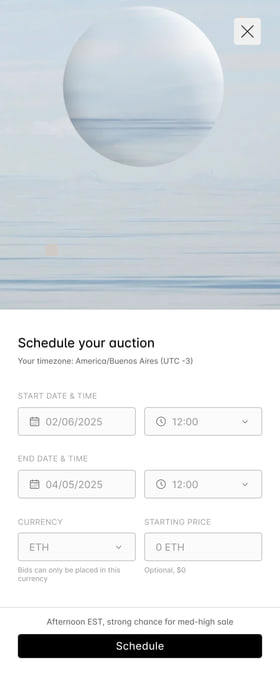 Schedule your auction
Your timezone: America/Buenos Aires (UTC -3)
START DATE & TIME
02/06/2025 12:00
END DATE & TIME
04/05/2025 12:00
CURRENCY STARTING PRICE
ETH 0 ETH
Bids can only be placed in this Optional, $0
currency
Afternoon EST, strong chance for med-high sale
Schedule